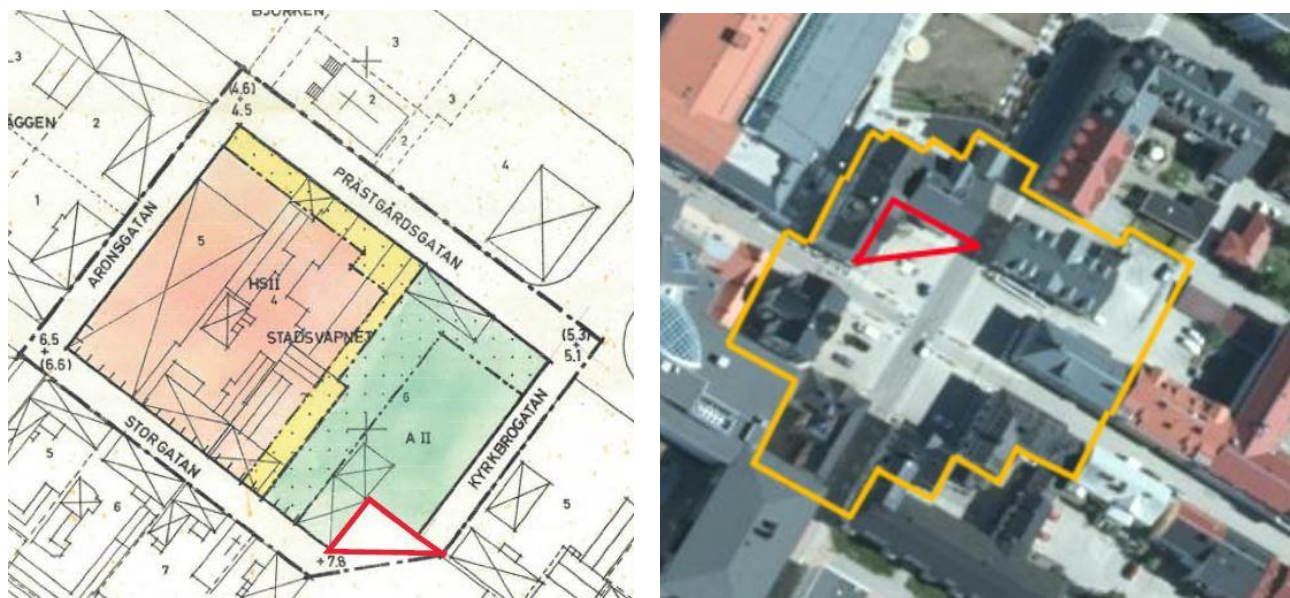 BJÖRKEN
3
3
(4.6)
4.5
2
3
ÄGGEN
2
2
4
PRÄSTGÅRDSGATAN
1
5
ARONSGATAN
HSII
4
STADSVAPNET
(5.3)
5.1
6.5
(6.6)
6
A II
KYRKBROGATAN
STORGATAN
5
5
6
+7.8
7